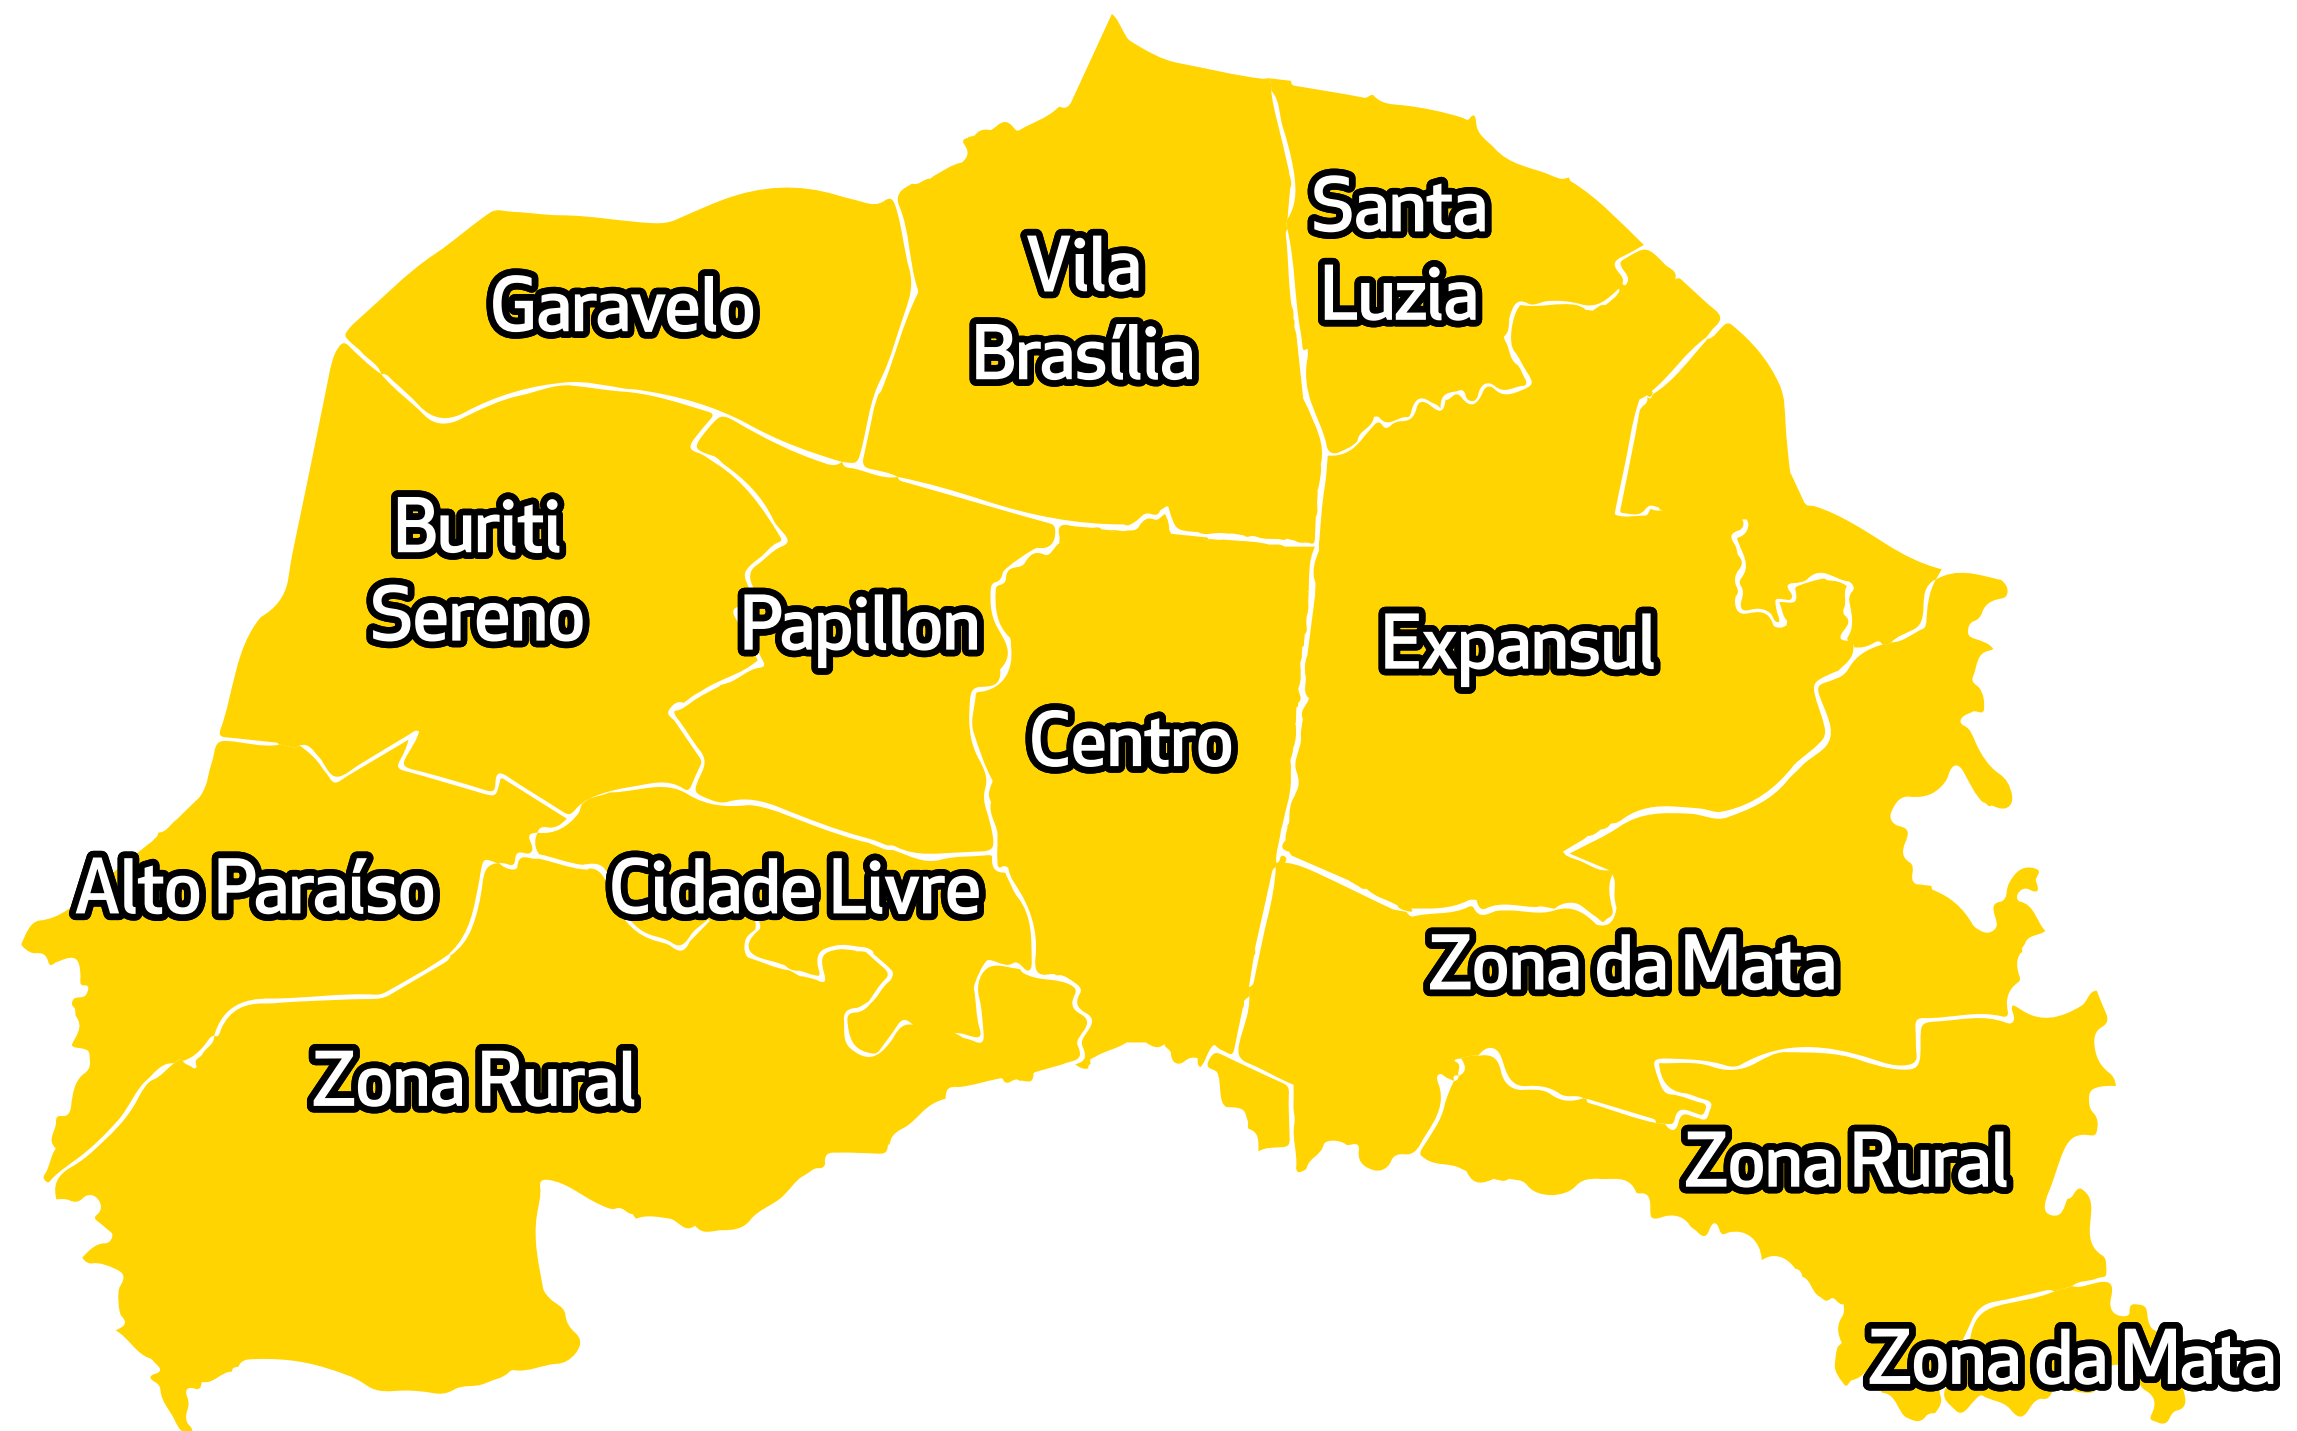 Santa
Luzia
Vila
Brasília
Garavelo
Buriti
Sereno
Papillon
Expansul
Centro
Alto Paraíso
Cidade Livre
Zona da Mata
Zona Rural
Zona Rural
Zona da Mata